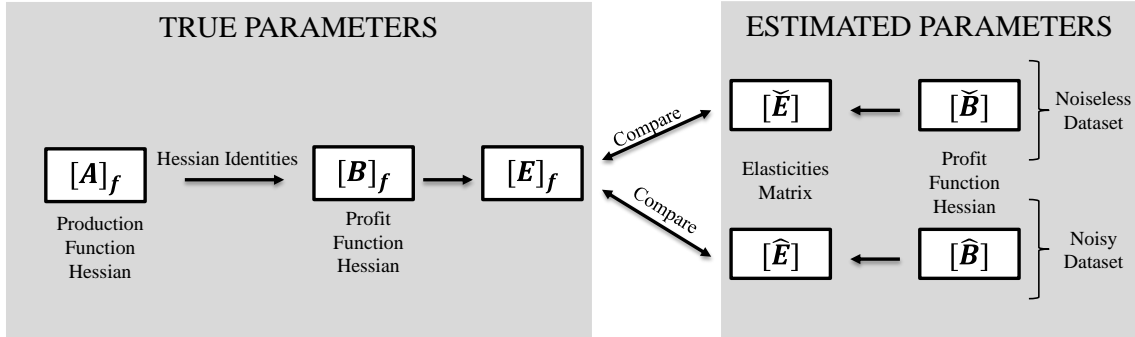 TRUE PARAMETERS
[A]f
Hessian Identities
[B]f
[E]f
Production
Function
Hessian
Profit
Function
Hessian
Compare
Compare
ESTIMATED PARAMETERS
[Ě]
[B̌]
Noiseless
Dataset
Elasticities
Matrix
Profit
Function
Hessian
[Ê]
[B̂]
Noisy
Dataset